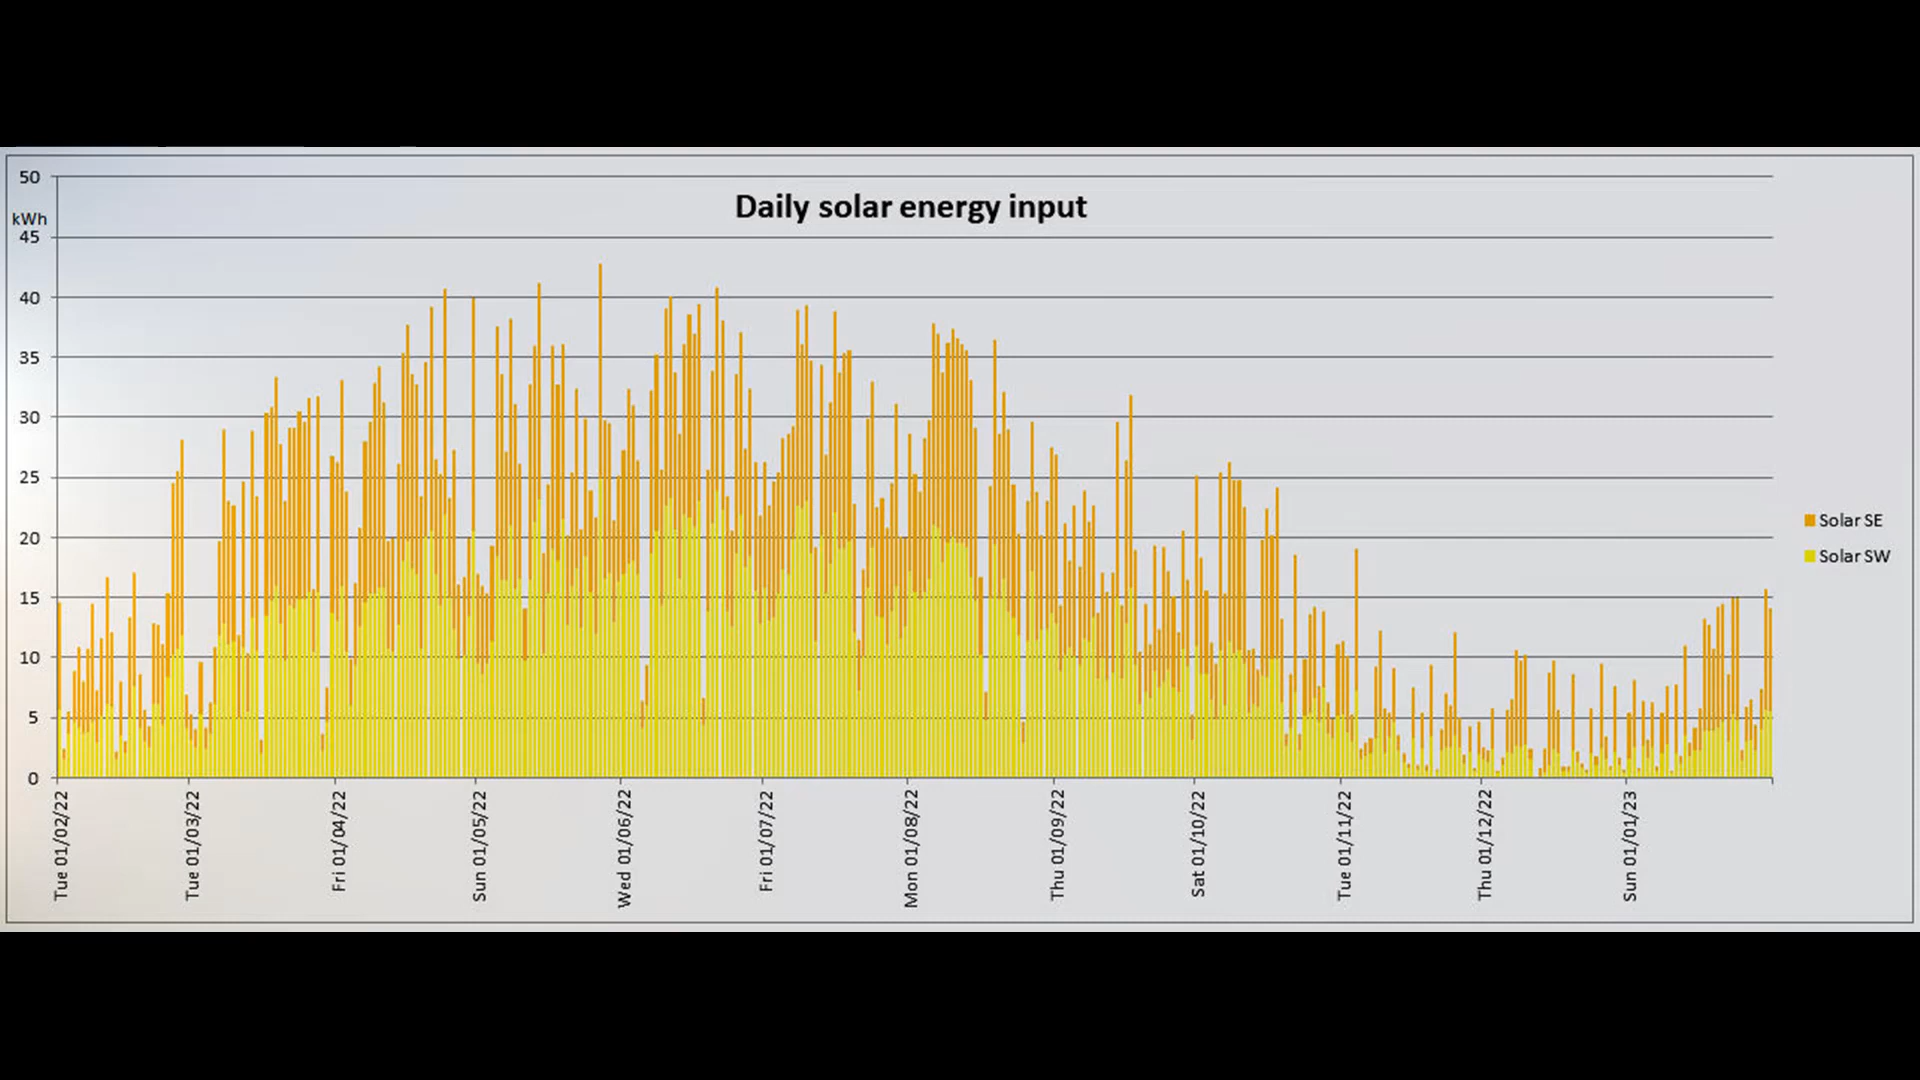 Daily solar energy input
50
kWh
45
40
35
30
25
20
15
10
5
0
Tue 01/02/22
Tue 01/03/22
Fri 01/04/22
Sun 01/05/22
Wed 01/06/22
Fri 01/07/22
Mon 01/08/22
Thu 01/09/22
Sat 01/10/22
Tue 01/11/22
Thu 01/12/22
Sun 01/01/23
Solar SE
Solar SW